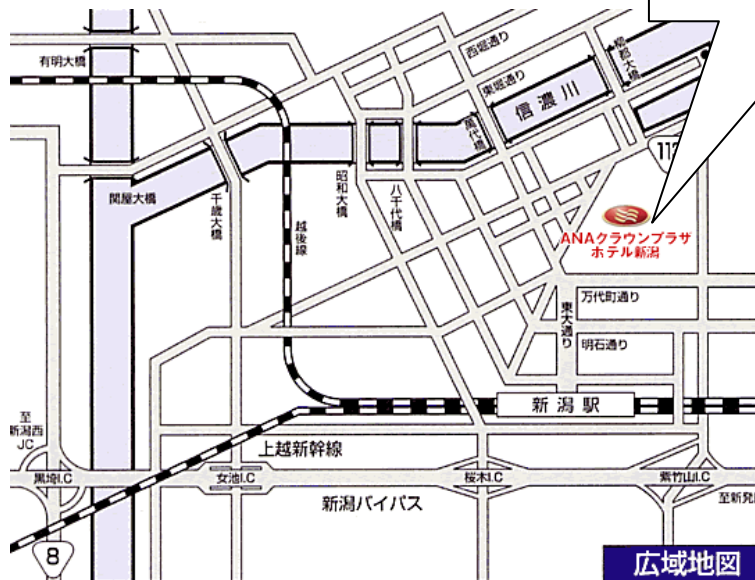 有明大橋
西堀通り
柳都大橋
東堀通り
信濃川
萬代橋
関屋大橋
千歳大橋
越後線
昭和大橋
八千代橋
ANAクラウンプラザ
ホテル新潟
万代町通り
東大通り
明石通り
新潟駅
至
新潟西
JC
上越新幹線
黒埼I.C
女池I.C
桜木I.C
紫竹山I.C
新潟バイパス
8
広域地図